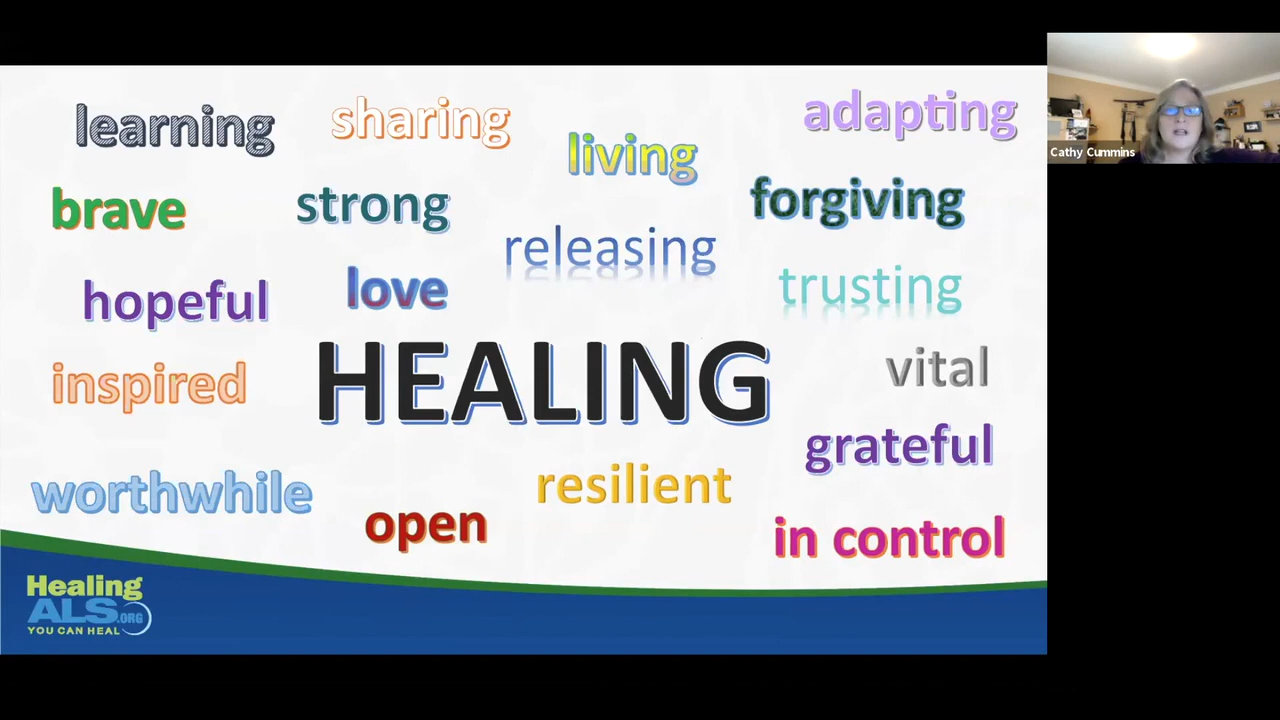 learning
sharing
living
adapting
Cathy Cummins
brave
strong
forgiving
releasing
hopeful
love
trusting
HEALING
inspired
vital
grateful
worthwhile
resilient
open
in control
Healing
ALS.ORG
YOU CAN HEAL